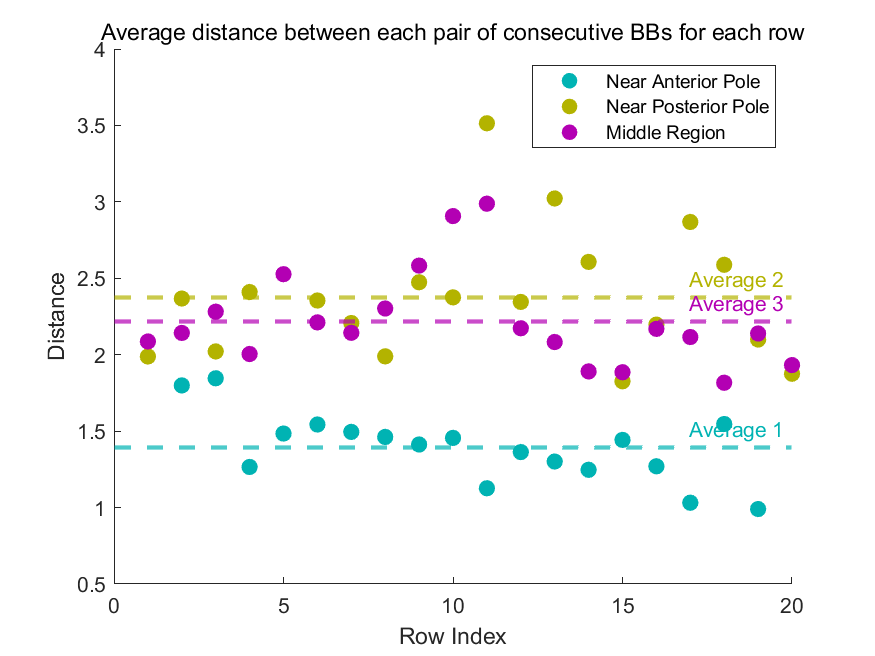 Average distance between each pair of consecutive BBs for each row
4
3.5
3
2.5
2
1.5
1
0.5
Distance
Near Anterior Pole
Near Posterior Pole
Middle Region
Average 2
Average 3
Average 1
0
5
10
15
20
Row Index